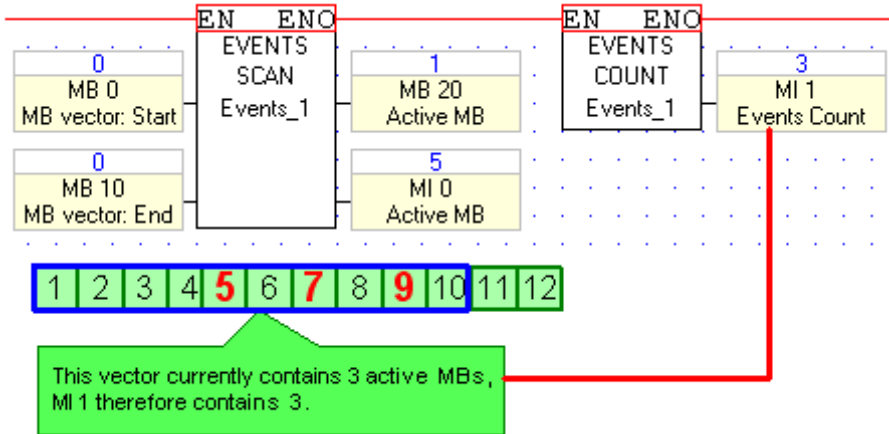 EN ENO
EVENTS
SCAN
Events_1
0
MB 0
MB vector: Start
0
MB 10
MB vector: End
1
MB 20
Active MB
5
MI 0
Active MB
EN ENO
EVENTS
COUNT
Events_1
3
MI 1
Events Count
1 2 3 4 5 6 7 8 9 10 11 12
This vector currently contains 3 active MBs,
MI 1 therefore contains 3.